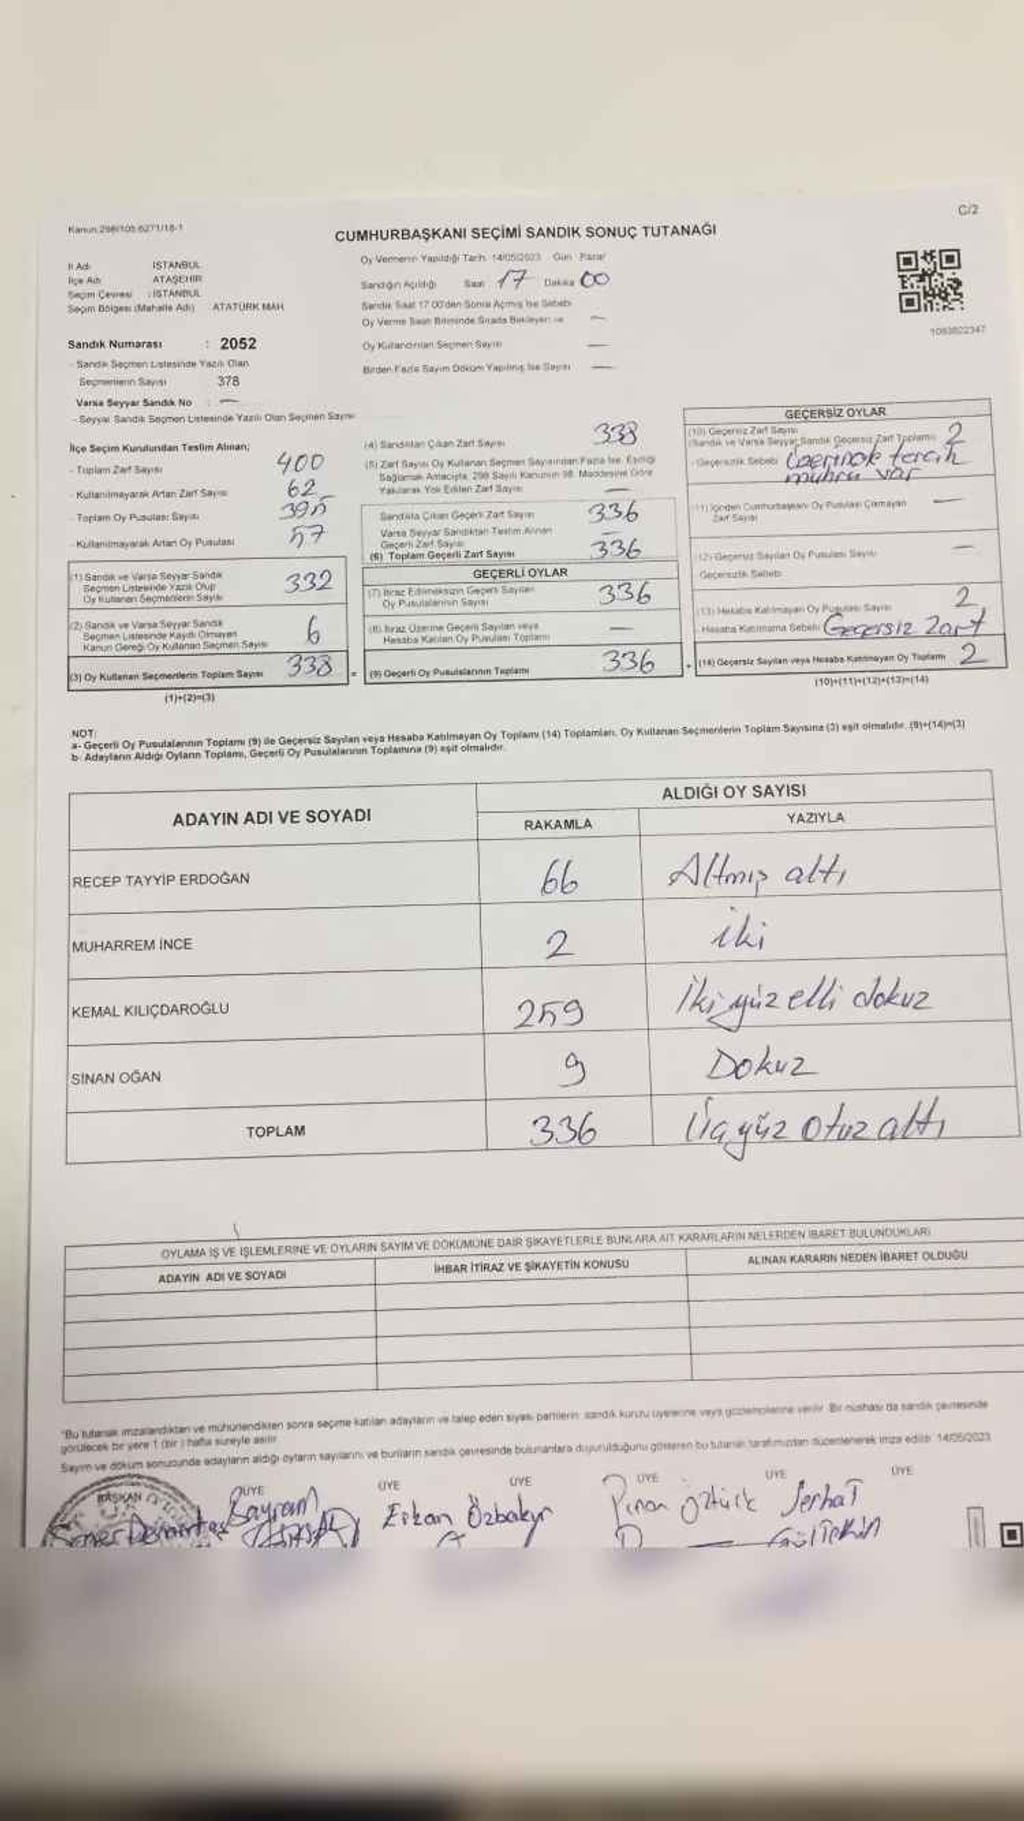 Kanun:298/105 6271/18-1
C/2
CUMHURBAŞKANI SEÇİMİ SANDIK SONUÇ TUTANAĞI
İl Adı : İSTANBUL
İlçe Adı : ATAŞEHİR
Seçim Çevresi : İSTANBUL
Seçim Bölgesi (Mahalle Adı) : ATATÜRK MAH.
Sandık Numarası : 2052
- Sandık Seçmen Listesinde Yazılı Olan
Seçmenlerin Sayısı 378
Varsa Seyyar Sandık No : —
- Seyyar Sandık Seçmen Listesinde Yazılı Olan Seçmen Sayısı
Oy Vermenin Yapıldığı Tarih: 14/05/2023 Gün: Pazar
Sandığın Açıldığı Saat 17 Dakika 00
Sandık Saat 17.00'den Sonra Açmış İse Sebebi
Oy Verme Saati Bitiminde Sırada Bekleyen ve —
Oy Kullandırılan Seçmen Sayısı —
Birden Fazla Sayım Döküm Yapılmış İse Sayısı —
1093822347
İlçe Seçim Kurulundan Teslim Alınan;
- Toplam Zarf Sayısı 400
- Kullanılmayarak Artan Zarf Sayısı 62
- Toplam Oy Pusulası Sayısı 395
- Kullanılmayarak Artan Oy Pusulası 57
(1) Sandık ve Varsa Seyyar Sandık
Seçmen Listesinde Yazılı Olup
Oy Kullanan Seçmenlerin Sayısı 332
(2) Sandık ve Varsa Seyyar Sandık
Seçmen Listesinde Kaydı Olmayan
Kanun Gereği Oy Kullanan Seçmen Sayısı 6
(3) Oy Kullanan Seçmenlerin Toplam Sayısı 338 =
(1)+(2)=(3)
(4) Sandıktan Çıkan Zarf Sayısı 338
(5) Zarf Sayısı Oy Kullanan Seçmen Sayısından Fazla İse, Eşitliği
Sağlamak Amacıyla, 298 Sayılı Kanunun 98. Maddesine Göre
Yakılarak Yok Edilen Zarf Sayısı —
Sandıkta Çıkan Geçerli Zarf Sayısı 336
Varsa Seyyar Sandıktan Teslim Alınan
Geçerli Zarf Sayısı —
(6) Toplam Geçerli Zarf Sayısı 336
GEÇERLİ OYLAR
(7) İtiraz Edilmeksizin Geçerli Sayılan
Oy Pusulalarının Sayısı 336
(8) İtiraz Üzerine Geçerli Sayılan veya
Hesaba Katılan Oy Pusulası Toplamı —
(9) Geçerli Oy Pusulalarının Toplamı 336 +
GEÇERSİZ OYLAR
(10) Geçersiz Zarf Sayısı
(Sandık ve Varsa Seyyar Sandık Geçersiz Zarf Toplamı) 2
- Geçersizlik Sebebi Üzerinde tercih
mührü var
(11) İçinden Cumhurbaşkanı Oy Pusulası Çıkmayan
Zarf Sayısı —
(12) Geçersiz Sayılan Oy Pusulası Sayısı —
Geçersizlik Sebebi
(13) Hesaba Katılmayan Oy Pusulası Sayısı 2
- Hesaba Katılmama Sebebi Geçersiz Zarf
(14) Geçersiz Sayılan veya Hesaba Katılmayan Oy Toplamı 2
(10)+(11)+(12)+(13)=(14)
NOT:
a- Geçerli Oy Pusulalarının Toplamı (9) ile Geçersiz Sayılan veya Hesaba Katılmayan Oy Toplamı (14) Toplamları, Oy Kullanan Seçmenlerin Toplam Sayısına (3) eşit olmalıdır. (9)+(14)=(3)
b- Adayların Aldığı Oyların Toplamı, Geçerli Oy Pusulalarının Toplamına (9) eşit olmalıdır.
ADAYIN ADI VE SOYADI
ALDIĞI OY SAYISI
RAKAMLA YAZIYLA
RECEP TAYYİP ERDOĞAN 66 Altmış altı
MUHARREM İNCE 2 iki
KEMAL KILIÇDAROĞLU 259 İkiyüz elli dokuz
SİNAN OĞAN 9 Dokuz
TOPLAM 336 Üçyüz otuz altı
OYLAMA İŞ VE İŞLEMLERİNE VE OYLARIN SAYIM VE DÖKÜMÜNE DAİR ŞİKAYETLERLE BUNLARA AİT KARARLARIN NELERDEN İBARET BULUNDUKLARI
ADAYIN ADI VE SOYADI İHBAR İTİRAZ VE ŞİKAYETİN KONUSU ALINAN KARARIN NEDEN İBARET OLDUĞU
*Bu tutanak imzalandıktan ve mühürlendikten sonra seçime katılan adayların ve talep eden siyasi partilerin sandık kurulu üyelerine veya gözlemcilerine verilir. Bir nüshası da sandık çevresinde
görülecek bir yere 1 (bir) hafta süreyle asılır.
Sayım ve döküm sonucunda adayların aldığı oyların sayılarını ve bunların sandık çevresinde bulunanlara duyurulduğunu gösteren bu tutanak tarafımızdan düzenlenerek imza edildi. 14/05/2023
BAŞKAN ÜYE ÜYE ÜYE ÜYE ÜYE ÜYE
Bayram Erkan Özbakır Pınar Öztürk Serhat
Gültekin